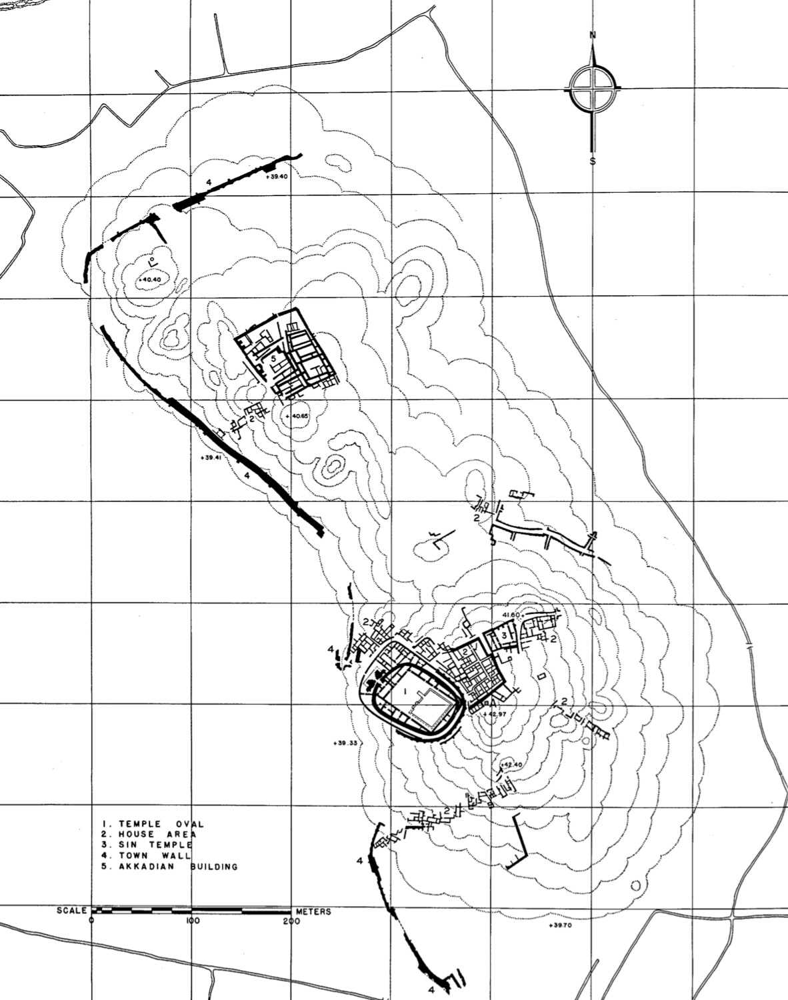 N
S
4
+39.40
+40.40
5
2
+40.65
+39.41
4
2
41.60+
2
3
2
4
2
1
A
+42.97
2
+39.33
+42.40
2
4
1. TEMPLE OVAL
2. HOUSE AREA
3. SIN TEMPLE
4. TOWN WALL
5. AKKADIAN BUILDING
SCALE METERS
0 100 200
+39.70
4